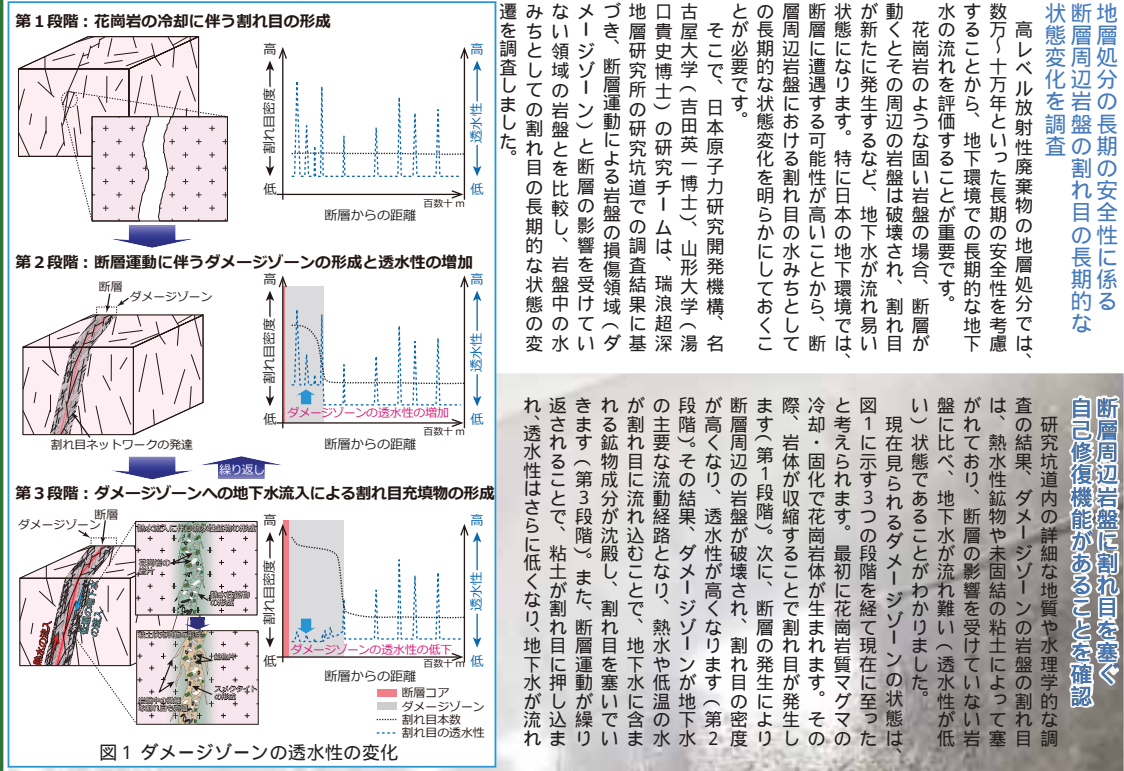 地層処分の長期の安全性に係る
断層周辺岩盤の割れ目の長期的な
状態変化を調査
高レベル放射性廃棄物の地層処分では、
数万〜十万年といった長期の安全性を考慮
することから、地下環境での長期的な地下
水の流れを評価することが重要です。
花崗岩のような固い岩盤の場合、断層が
動くとその周辺の岩盤は破壊され、割れ目
が新たに発生するなど、地下水が流れ易い
状態になります。特に日本の地下環境では、
断層に遭遇する可能性が高いことから、断
層周辺岩盤における割れ目の水みちとして
の長期的な状態変化を明らかにしておくこ
とが必要です。
そこで、日本原子力研究開発機構、名
古屋大学（吉田英一博士）、山形大学（湯
口貴史博士）の研究チームは、瑞浪超深
地層研究所の研究坑道での調査結果に基
づき、断層運動による岩盤の損傷領域（ダ
メージゾーン）と断層の影響を受けてい
ない領域の岩盤とを比較し、岩盤中の水
みちとしての割れ目の長期的な状態の変
遷を調査しました。
断層周辺岩盤に割れ目を塞ぐ
自己修復機能があることを確認
研究坑道内の詳細な地質や水理学的な調
査の結果、ダメージゾーンの岩盤の割れ目
は、熱水性鉱物や未固結の粘土によって塞
がれており、断層の影響を受けていない岩
盤に比べ、地下水が流れ難い（透水性が低
い）状態であることがわかりました。
現在見られるダメージゾーンの状態は、
図1に示す3つの段階を経て現在に至った
と考えられます。最初に花崗岩質マグマの
冷却・固化で花崗岩体が生まれます。その
際、岩体が収縮することで割れ目が発生し
ます（第1段階）。次に、断層の発生により
断層周辺の岩盤が破壊され、割れ目の密度
が高くなり、透水性が高くなります（第2
段階）。その結果、ダメージゾーンが地下水
の主要な流動経路となり、熱水や低温の水
が割れ目に流れ込むことで、地下水に含ま
れる鉱物成分が沈殿し、割れ目を塞いでい
きます（第3段階）。また、断層運動が繰り
返されることで、粘土が割れ目に押し込ま
れ、透水性はさらに低くなり、地下水が流れ
第1段階：花崗岩の冷却に伴う割れ目の形成
高
割れ目密度
低
高
透水性
低
百数十m
断層からの距離
第2段階：断層運動に伴うダメージゾーンの形成と透水性の増加
断層
ダメージゾーン
割れ目ネットワークの発達
高
割れ目密度
低
高
透水性
低
ダメージゾーンの透水性の増加
百数十m
断層からの距離
繰り返し
第3段階：ダメージゾーンへの地下水流入による割れ目充填物の形成
断層
ダメージゾーン
熱水の流入
スメクタイト
の形成
高
割れ目密度
低
高
透水性
低
ダメージゾーンの透水性の低下
百数十m
断層からの距離
断層コア
ダメージゾーン
割れ目本数
割れ目の透水性
図1 ダメージゾーンの透水性の変化